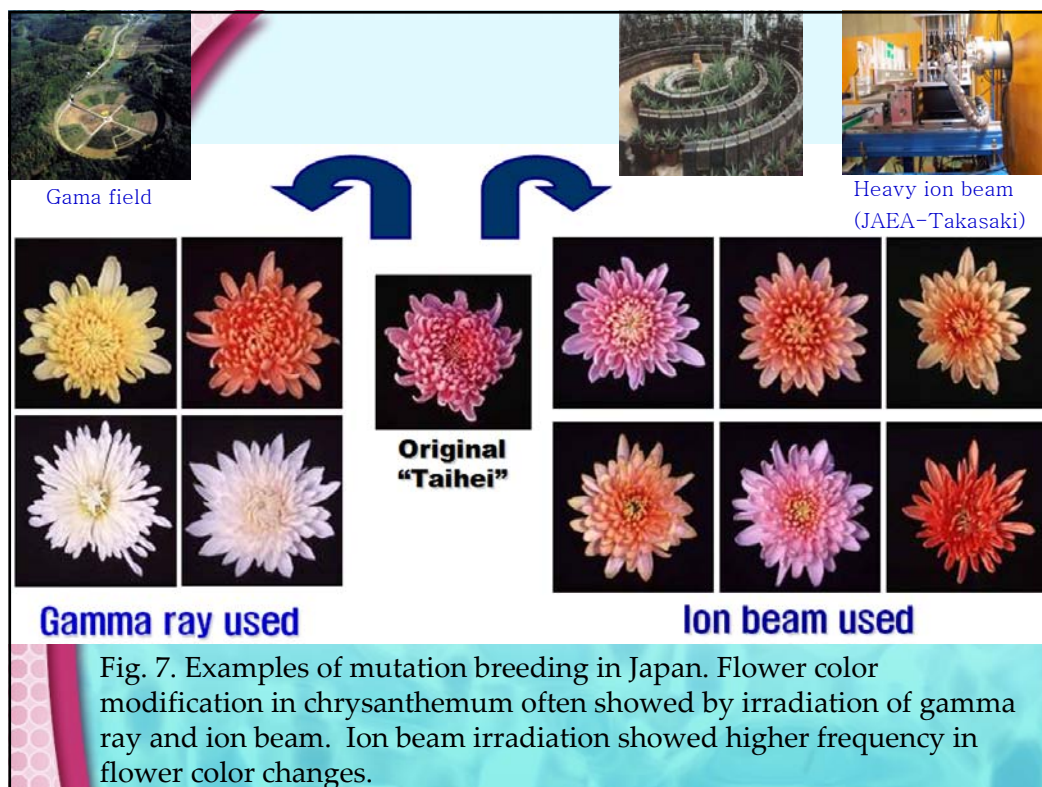 Gama field
Heavy ion beam
(JAEA-Takasaki)
Original
“Taihei”
Gamma ray used
Ion beam used
Fig. 7. Examples of mutation breeding in Japan. Flower color
modification in chrysanthemum often showed by irradiation of gamma
ray and ion beam.  Ion beam irradiation showed higher frequency in
flower color changes.